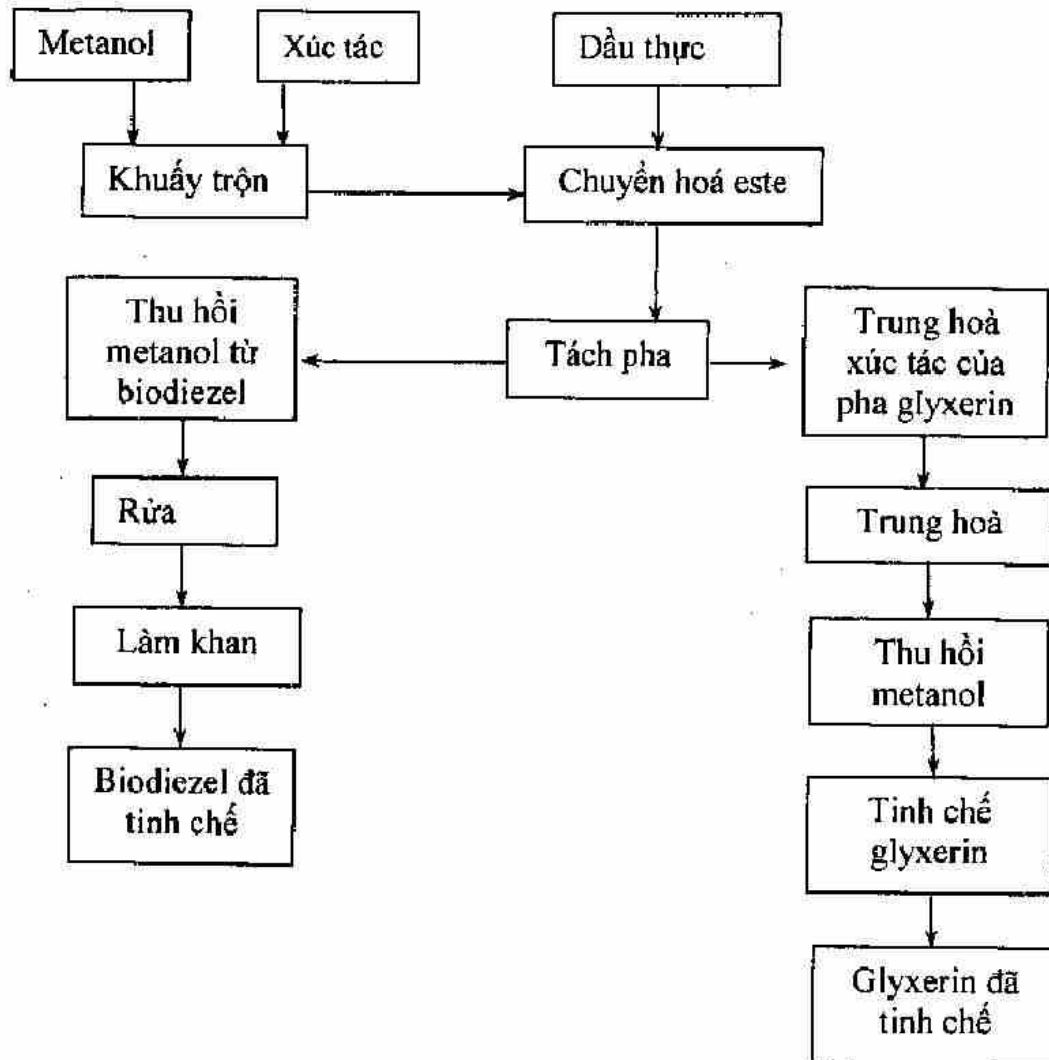 Metanol
Xúc tác
Dầu thực
Khuấy trộn
Chuyển hoá este
Thu hồi
metanol từ
biodiezel
Tách pha
Trung hoà
xúc tác của
pha glyxerin
Rửa
Trung hoà
Làm khan
Thu hồi
metanol
Biodiezel đã
tinh chế
Tinh chế
glyxerin
Glyxerin đã
tinh chế